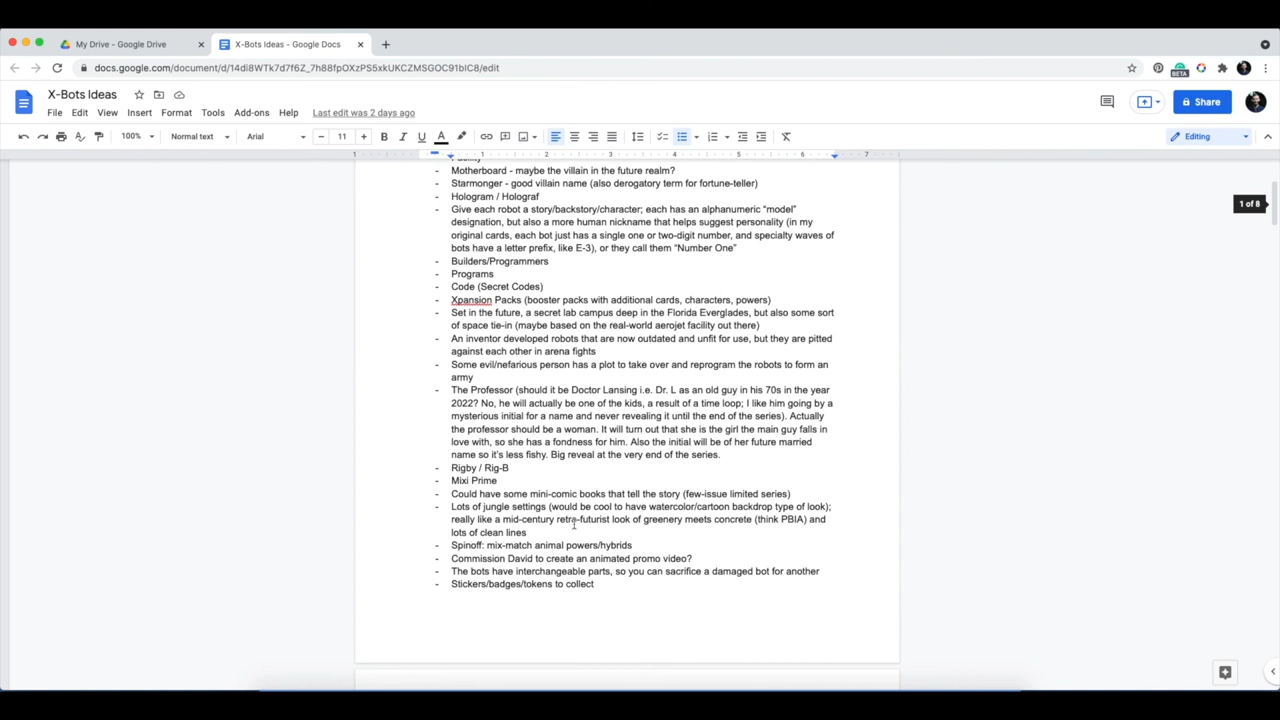 My Drive - Google Drive
X-Bots Ideas - Google Docs
docs.google.com/document/d/14di8WTk7d7f6Z_7h88fpOXzPS5xkUKCZMSGOC91bIC8/edit
BETA
X-Bots Ideas
File Edit View Insert Format Tools Add-ons Help Last edit was 2 days ago
Share
100% Normal text Arial 11 Editing
1 1 2 3 4 5 6 7
- Motherboard - maybe the villain in the future realm?
- Starmonger - good villain name (also derogatory term for fortune-teller)
- Hologram / Holograf
- Give each robot a story/backstory/character; each has an alphanumeric “model”
designation, but also a more human nickname that helps suggest personality (in my
original cards, each bot just has a single one or two-digit number, and specialty waves of
bots have a letter prefix, like E-3), or they call them “Number One”
- Builders/Programmers
- Programs
- Code (Secret Codes)
- Xpansion Packs (booster packs with additional cards, characters, powers)
- Set in the future, a secret lab campus deep in the Florida Everglades, but also some sort
of space tie-in (maybe based on the real-world aerojet facility out there)
- An inventor developed robots that are now outdated and unfit for use, but they are pitted
against each other in arena fights
- Some evil/nefarious person has a plot to take over and reprogram the robots to form an
army
- The Professor (should it be Doctor Lansing i.e. Dr. L as an old guy in his 70s in the year
2022? No, he will actually be one of the kids, a result of a time loop; I like him going by a
mysterious initial for a name and never revealing it until the end of the series). Actually
the professor should be a woman. It will turn out that she is the girl the main guy falls in
love with, so she has a fondness for him. Also the initial will be of her future married
name so it’s less fishy. Big reveal at the very end of the series.
- Rigby / Rig-B
- Mixi Prime
- Could have some mini-comic books that tell the story (few-issue limited series)
- Lots of jungle settings (would be cool to have watercolor/cartoon backdrop type of look);
really like a mid-century retro-futurist look of greenery meets concrete (think PBIA) and
lots of clean lines
- Spinoff: mix-match animal powers/hybrids
- Commission David to create an animated promo video?
- The bots have interchangeable parts, so you can sacrifice a damaged bot for another
- Stickers/badges/tokens to collect
1 of 8